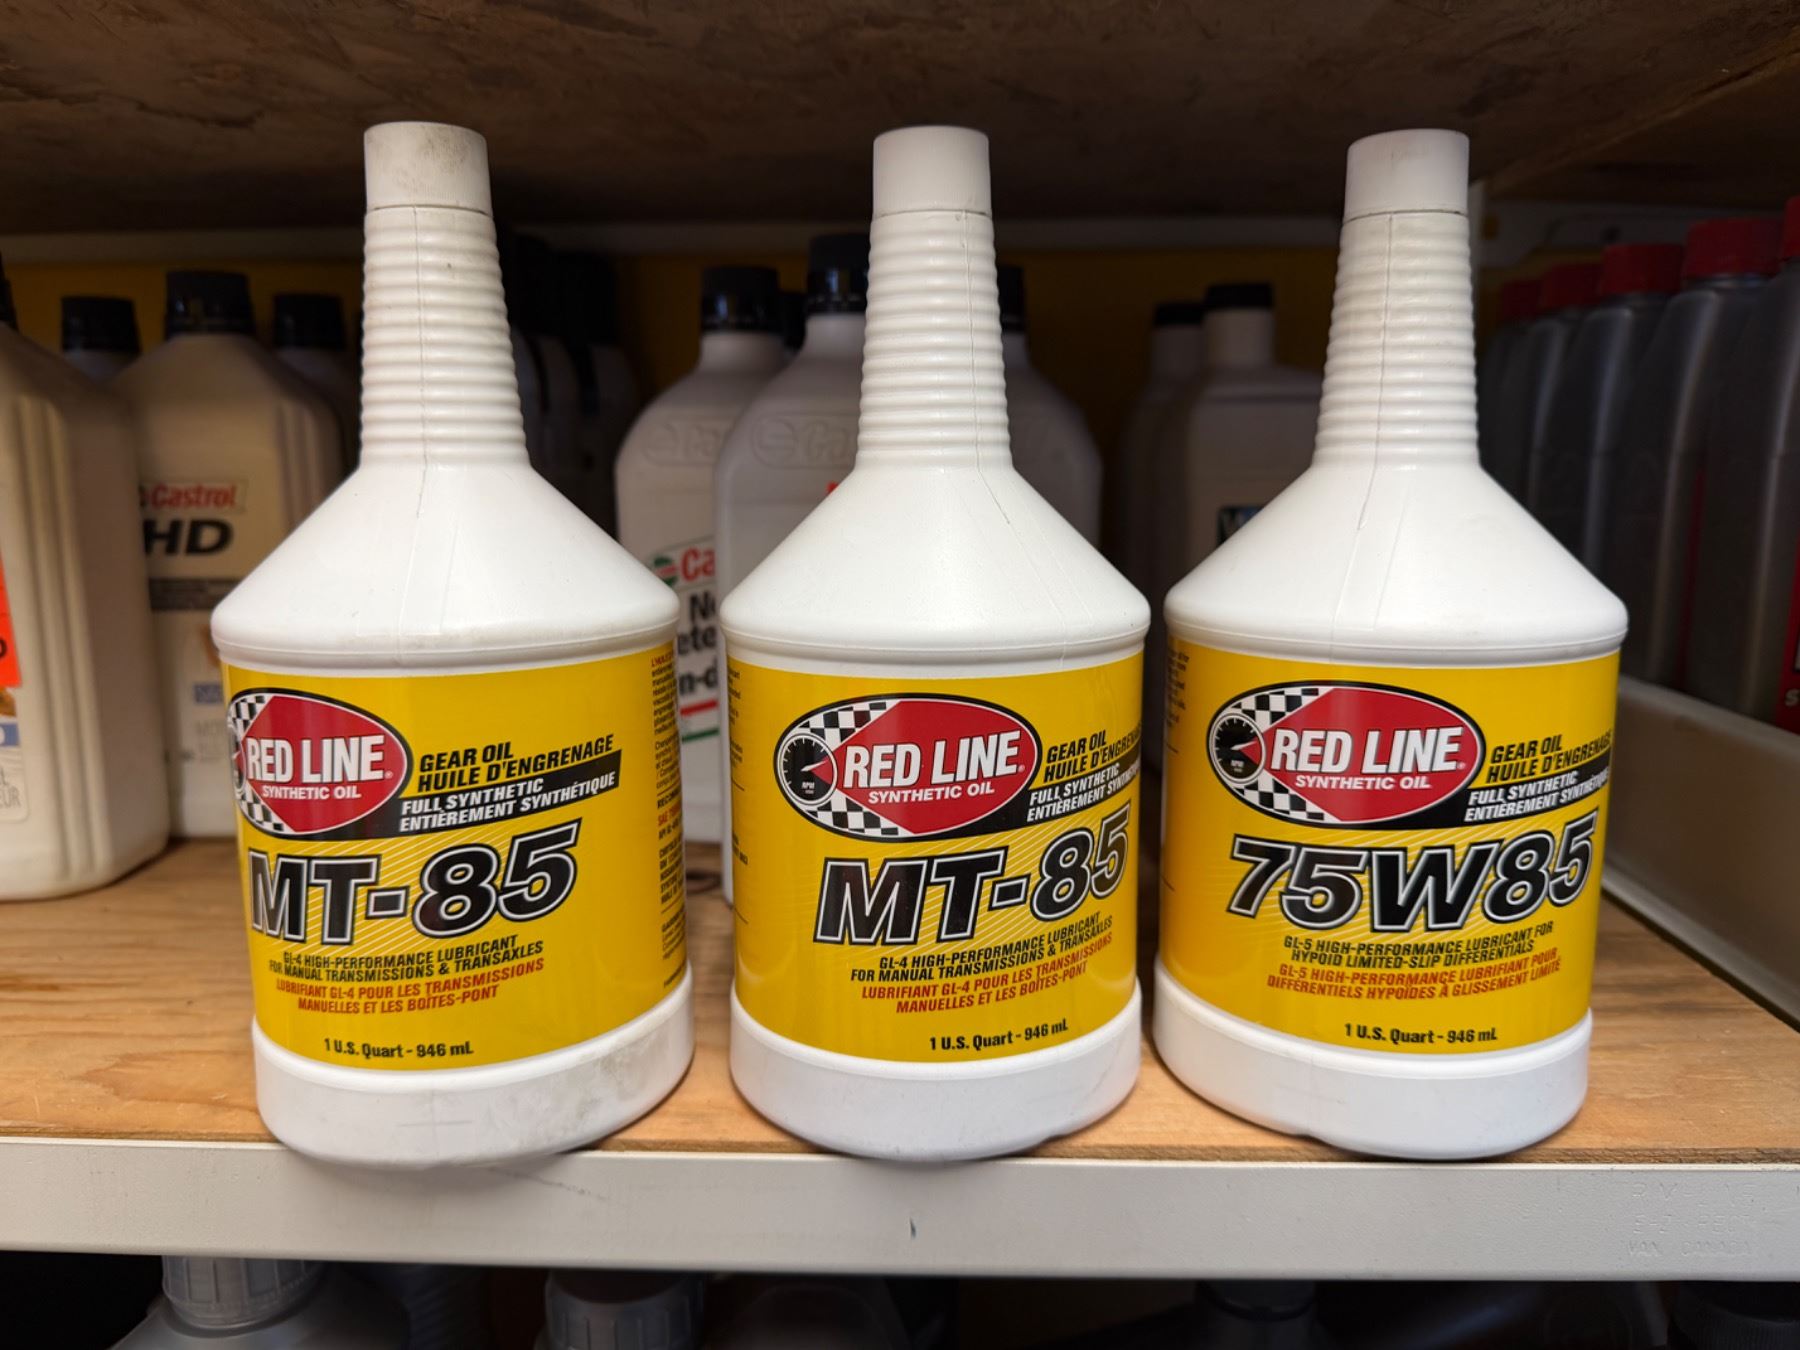 Castrol
HD
RED LINE
SYNTHETIC OIL
GEAR OIL
HUILE D'ENGRENAGE
FULL SYNTHETIC
ENTIÈREMENT SYNTHÉTIQUE
MT-85
GL-4 HIGH-PERFORMANCE LUBRICANT
FOR MANUAL TRANSMISSIONS & TRANSAXLES
LUBRIFIANT GL-4 POUR LES TRANSMISSIONS
MANUELLES ET LES BOÎTES-PONT
1 U.S. Quart - 946 mL
RPM
RED LINE
SYNTHETIC OIL
GEAR OIL
HUILE D'ENGRENAGE
FULL SYNTHETIC
ENTIÈREMENT SYNTHÉTIQUE
MT-85
GL-4 HIGH-PERFORMANCE LUBRICANT
FOR MANUAL TRANSMISSIONS & TRANSAXLES
LUBRIFIANT GL-4 POUR LES TRANSMISSIONS
MANUELLES ET LES BOÎTES-PONT
1 U.S. Quart - 946 mL
RPM
RED LINE
SYNTHETIC OIL
GEAR OIL
HUILE D'ENGRENAGE
FULL SYNTHETIC
ENTIÈREMENT SYNTHÉTIQUE
75W85
GL-5 HIGH-PERFORMANCE LUBRICANT FOR
HYPOID LIMITED-SLIP DIFFERENTIALS
GL-5 HIGH-PERFORMANCE LUBRIFIANT POUR
DIFFÉRENTIELS HYPOÏDES À GLISSEMENT LIMITÉ
1 U.S. Quart - 946 mL